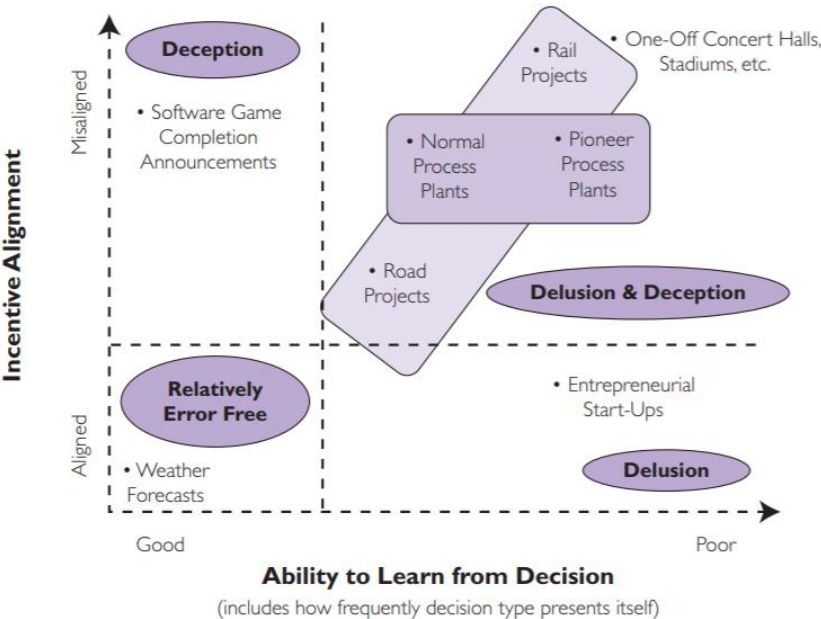 Deception
• Software Game
Completion
Announcements
• Rail
Projects
• One-Off Concert Halls,
Stadiums, etc.
• Normal
Process
Plants
• Pioneer
Process
Plants
• Road
Projects
Delusion & Deception
Relatively
Error Free
• Weather
Forecasts
• Entrepreneurial
Start-Ups
Delusion
Misaligned
Aligned
Incentive Alignment
Good
Poor
Ability to Learn from Decision
(includes how frequently decision type presents itself)